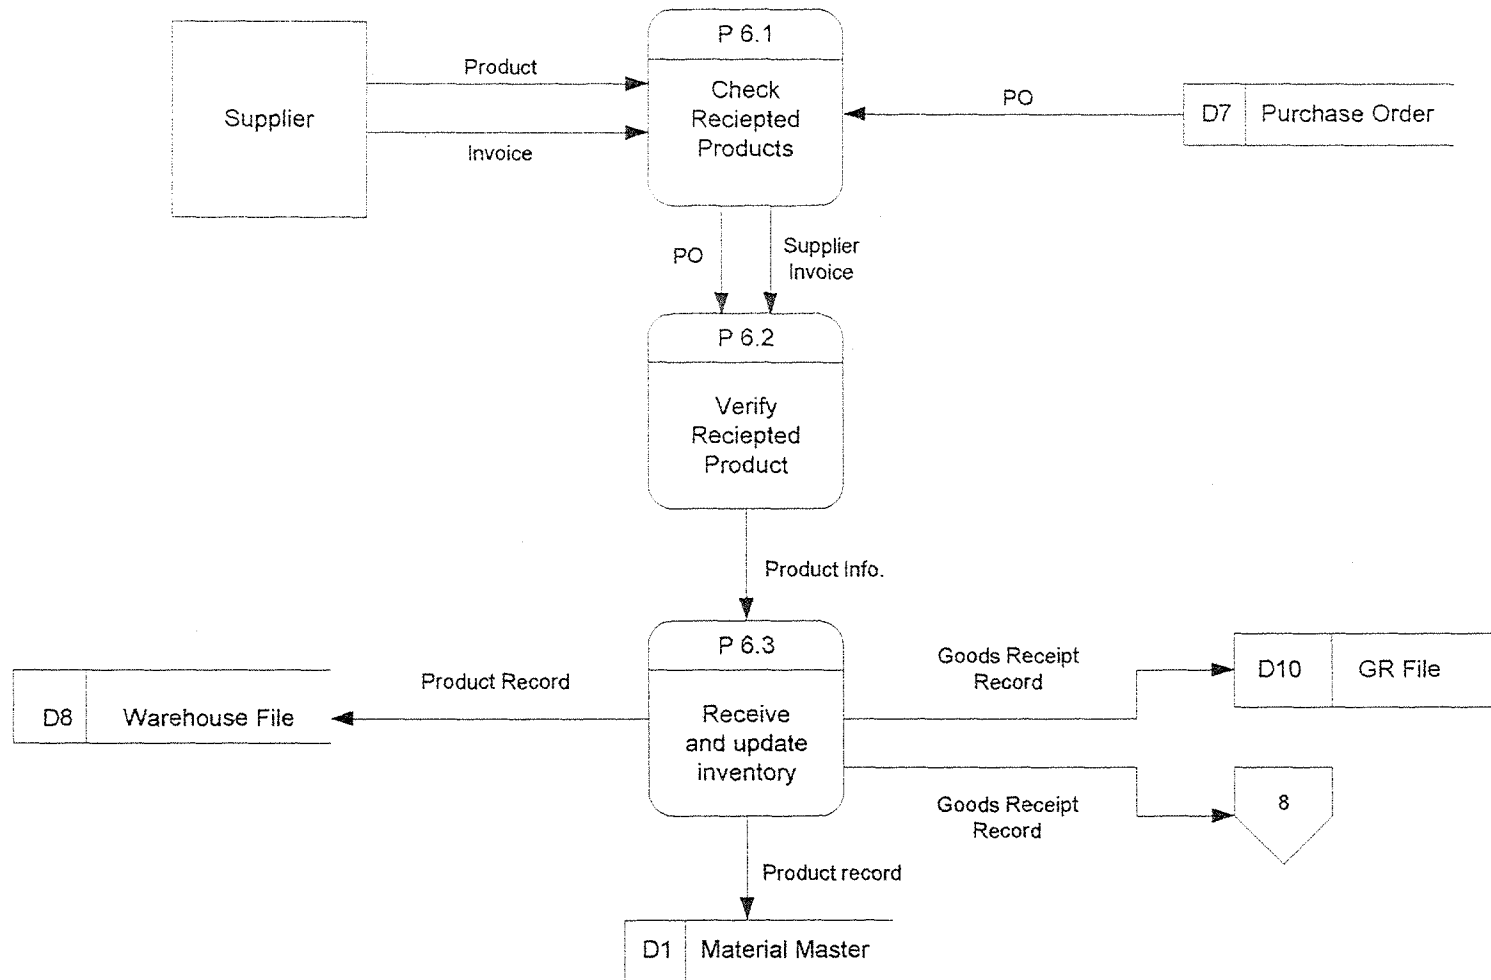 P 6.1
Product
Check
Reciepted
Products
Supplier
Invoice
PO
D7
Purchase Order
PO
Supplier
Invoice
P 6.2
Verify
Reciepted
Product
Product Info.
P 6.3
Receive
and update
inventory
Product Record
D8
Warehouse File
Goods Receipt
Record
D10
GR File
Goods Receipt
Record
8
Product record
D1
Material Master